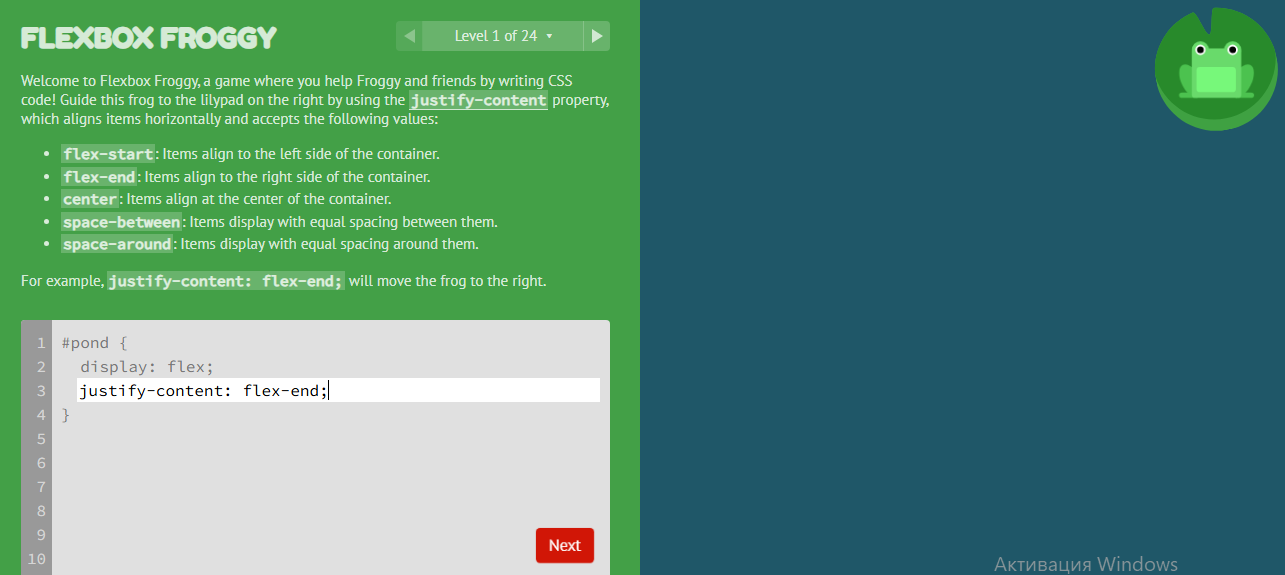 FLEXBOX FROGGY
Level 1 of 24
Welcome to Flexbox Froggy, a game where you help Froggy and friends by writing CSS
code! Guide this frog to the lilypad on the right by using the justify-content property,
which aligns items horizontally and accepts the following values:
• flex-start: Items align to the left side of the container.
• flex-end: Items align to the right side of the container.
• center: Items align at the center of the container.
• space-between: Items display with equal spacing between them.
• space-around: Items display with equal spacing around them.
For example, justify-content: flex-end; will move the frog to the right.
1 #pond {
2 display: flex;
3 justify-content: flex-end;
4 }
5
6
7
8
9
10
Next
Активация Windows